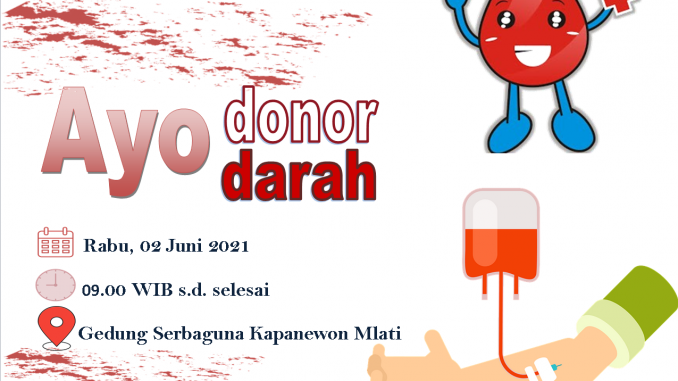 Ayo donor
darah
Rabu, 02 Juni 2021
09.00 WIB s.d. selesai
Gedung Serbaguna Kapanewon Mlati